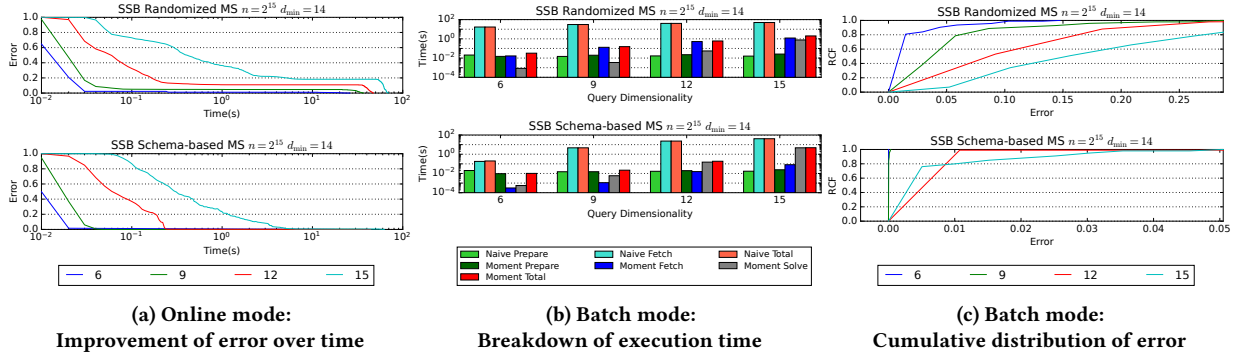 SSB Randomized MS n = 2^15 d_min = 14
Error
1.0
0.8
0.6
0.4
0.2
0.0
10^−2 10^−1 10^0 10^1 10^2
Time(s)
SSB Schema-based MS n = 2^15 d_min = 14
Error
1.0
0.8
0.6
0.4
0.2
0.0
10^−2 10^−1 10^0 10^1 10^2
Time(s)
6 9 12 15
(a) Online mode:
Improvement of error over time
SSB Randomized MS n = 2^15 d_min = 14
Time(s)
10^2
10^0
10^−2
10^−4
6 9 12 15
Query Dimensionality
SSB Schema-based MS n = 2^15 d_min = 14
Time(s)
10^2
10^0
10^−2
10^−4
6 9 12 15
Query Dimensionality
Naive Prepare Naive Fetch Naive Total
Moment Prepare Moment Fetch Moment Solve
Moment Total
(b) Batch mode:
Breakdown of execution time
SSB Randomized MS n = 2^15 d_min = 14
RCF
1.0
0.8
0.6
0.4
0.2
0.0
0.00 0.05 0.10 0.15 0.20 0.25
Error
SSB Schema-based MS n = 2^15 d_min = 14
RCF
1.0
0.8
0.6
0.4
0.2
0.0
0.00 0.01 0.02 0.03 0.04 0.05
Error
6 9 12 15
(c) Batch mode:
Cumulative distribution of error